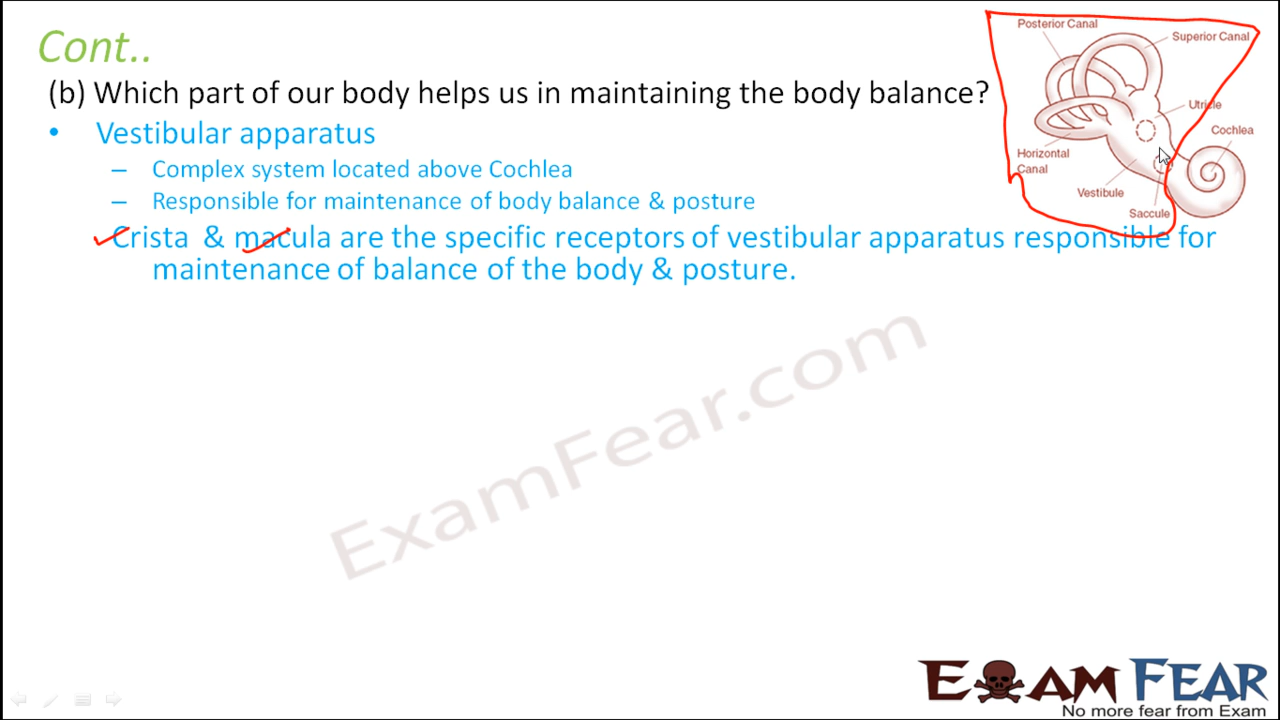 Cont..
(b) Which part of our body helps us in maintaining the body balance?
• Vestibular apparatus
– Complex system located above Cochlea
– Responsible for maintenance of body balance & posture
Crista & macula are the specific receptors of vestibular apparatus responsible for
maintenance of balance of the body & posture.
Posterior Canal
Superior Canal
Utricle
Cochlea
Horizontal
Canal
Vestibule
Saccule
ExamFear.com
EXAM FEAR
No more fear from Exam